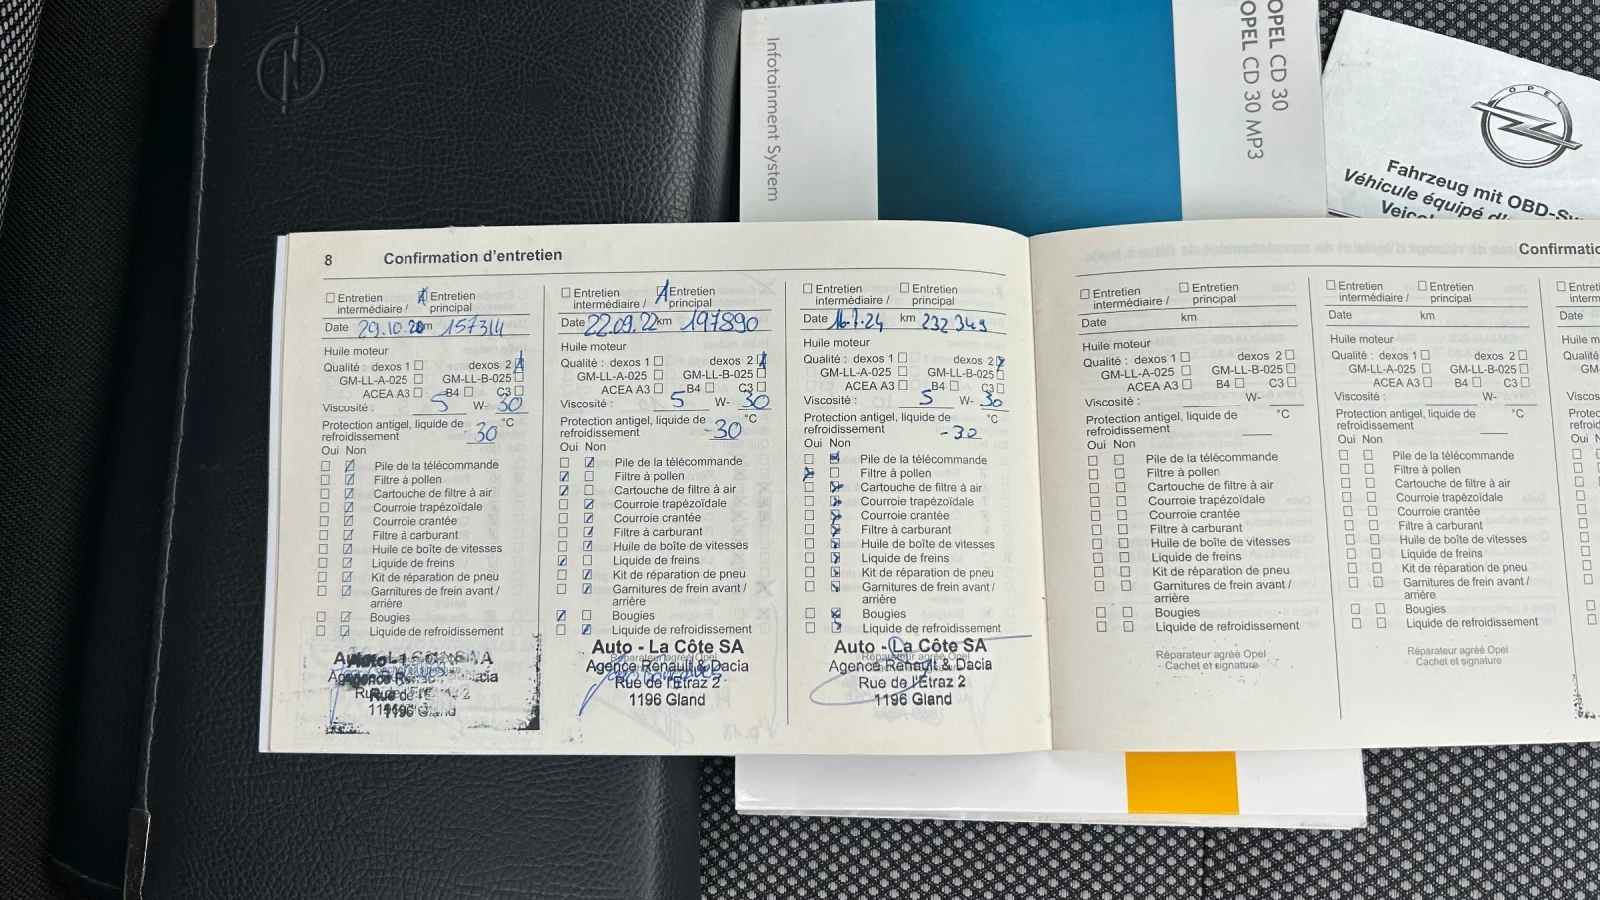 Infotainment System
OPEL CD 30
OPEL CD 30 MP3
OPEL
Fahrzeug mit OBD-Sy
Véhicule équipé d'
Veicol
8 Confirmation d'entretien
Entretien intermédiaire / Entretien principal
Date 29.10.20 km 157314
Huile moteur
Qualité : dexos 1 dexos 2
GM-LL-A-025 GM-LL-B-025
ACEA A3 B4 C3
Viscosité : 5 W- 30
Protection antigel, liquide de refroidissement -30 °C
Oui Non
Pile de la télécommande
Filtre à pollen
Cartouche de filtre à air
Courroie trapézoïdale
Courroie crantée
Filtre à carburant
Huile de boîte de vitesses
Liquide de freins
Kit de réparation de pneu
Garnitures de frein avant /
arrière
Bougies
Liquide de refroidissement
1196 Gland
Entretien intermédiaire / Entretien principal
Date 22.09.22 km 197890
Huile moteur
Qualité : dexos 1 dexos 2
GM-LL-A-025 GM-LL-B-025
ACEA A3 B4 C3
Viscosité : 5 W- 30
Protection antigel, liquide de refroidissement -30 °C
Oui Non
Pile de la télécommande
Filtre à pollen
Cartouche de filtre à air
Courroie trapézoïdale
Courroie crantée
Filtre à carburant
Huile de boîte de vitesses
Liquide de freins
Kit de réparation de pneu
Garnitures de frein avant /
arrière
Bougies
Liquide de refroidissement
Auto - La Côte SA
Réparateur agréé Opel
Agence Renault & Dacia
Rue de l'Etraz 2
1196 Gland
Entretien intermédiaire / Entretien principal
Date 16.7.24 km 232 349
Huile moteur
Qualité : dexos 1 dexos 2
GM-LL-A-025 GM-LL-B-025
ACEA A3 B4 C3
Viscosité : 5 W- 30
Protection antigel, liquide de refroidissement -30 °C
Oui Non
Pile de la télécommande
Filtre à pollen
Cartouche de filtre à air
Courroie trapézoïdale
Courroie crantée
Filtre à carburant
Huile de boîte de vitesses
Liquide de freins
Kit de réparation de pneu
Garnitures de frein avant /
arrière
Bougies
Liquide de refroidissement
Auto - La Côte SA
Réparateur agréé Opel
Agence Renault & Dacia
Rue de l'Etraz 2
1196 Gland
Confirmatio
Entretien intermédiaire / Entretien principal
Date km
Huile moteur
Qualité : dexos 1 dexos 2
GM-LL-A-025 GM-LL-B-025
ACEA A3 B4 C3
Viscosité : W-
Protection antigel, liquide de refroidissement °C
Oui Non
Pile de la télécommande
Filtre à pollen
Cartouche de filtre à air
Courroie trapézoïdale
Courroie crantée
Filtre à carburant
Huile de boîte de vitesses
Liquide de freins
Kit de réparation de pneu
Garnitures de frein avant /
arrière
Bougies
Liquide de refroidissement
Réparateur agréé Opel
Cachet et signature
Entretien intermédiaire / Entretien principal
Date km
Huile moteur
Qualité : dexos 1 dexos 2
GM-LL-A-025 GM-LL-B-025
ACEA A3 B4 C3
Viscosité : W-
Protection antigel, liquide de refroidissement °C
Oui Non
Pile de la télécommande
Filtre à pollen
Cartouche de filtre à air
Courroie trapézoïdale
Courroie crantée
Filtre à carburant
Huile de boîte de vitesses
Liquide de freins
Kit de réparation de pneu
Garnitures de frein avant /
arrière
Bougies
Liquide de refroidissement
Réparateur agréé Opel
Cachet et signature